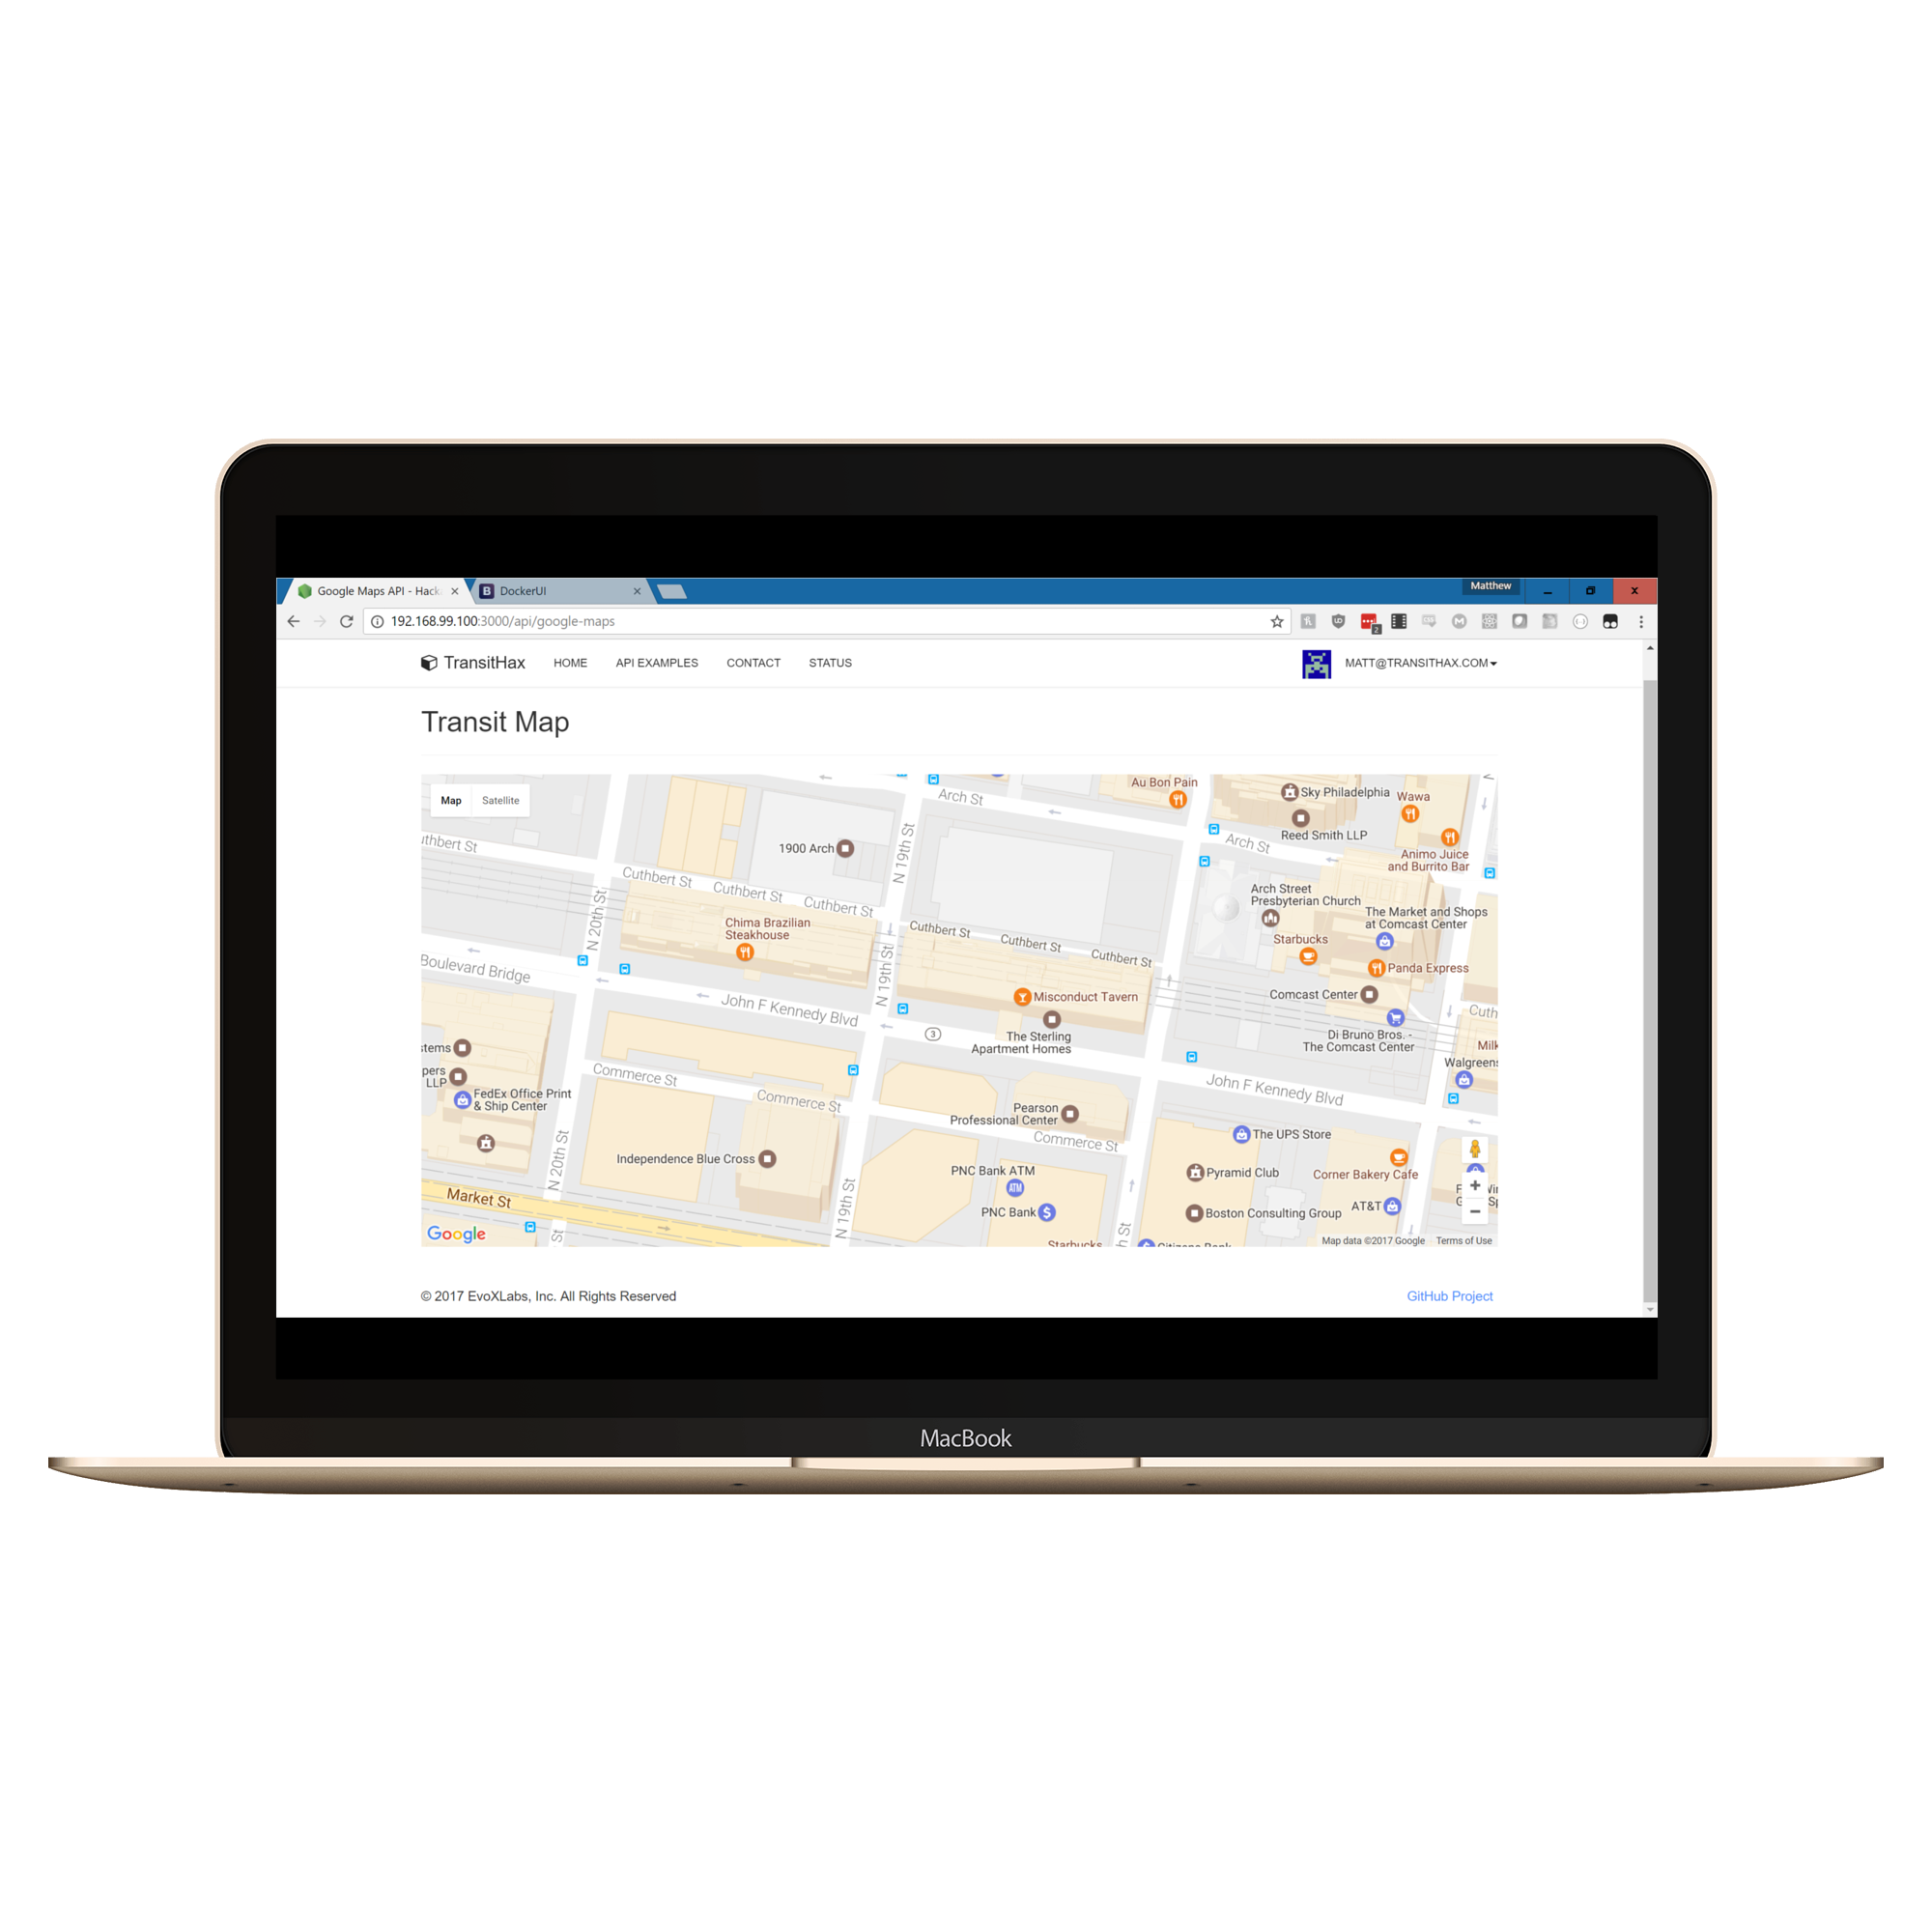 Google Maps API - Hack
DockerUI
Matthew
192.168.99.100:3000/api/google-maps
2
TransitHax
HOME
API EXAMPLES
CONTACT
STATUS
MATT@TRANSITHAX.COM
Transit Map
Map
Satellite
Arch St
Au Bon Pain
Sky Philadelphia
Wawa
Reed Smith LLP
Arch St
Animo Juice
and Burrito Bar
1900 Arch
N 19th St
uthbert St
Cuthbert St
Cuthbert St
Cuthbert St
N 20th St
Chima Brazilian
Steakhouse
Cuthbert St
Cuthbert St
Cuthbert St
Arch Street
Presbyterian Church
The Market and Shops
at Comcast Center
Starbucks
Panda Express
Boulevard Bridge
N 19th St
John F Kennedy Blvd
Misconduct Tavern
Comcast Center
3
The Sterling
Apartment Homes
Di Bruno Bros. -
The Comcast Center
Cuth
Milk
Walgreens
stems
pers
LLP
FedEx Office Print
& Ship Center
Commerce St
Commerce St
John F Kennedy Blvd
Pearson
Professional Center
Commerce St
The UPS Store
N 20th St
Independence Blue Cross
PNC Bank ATM
ATM
PNC Bank
$
Pyramid Club
Corner Bakery Cafe
AT&T
Boston Consulting Group
Market St
N 19th St
St
h St
Starbucks
Citizens Bank
Google
Map data ©2017 Google
Terms of Use
© 2017 EvoXLabs, Inc. All Rights Reserved
GitHub Project
MacBook